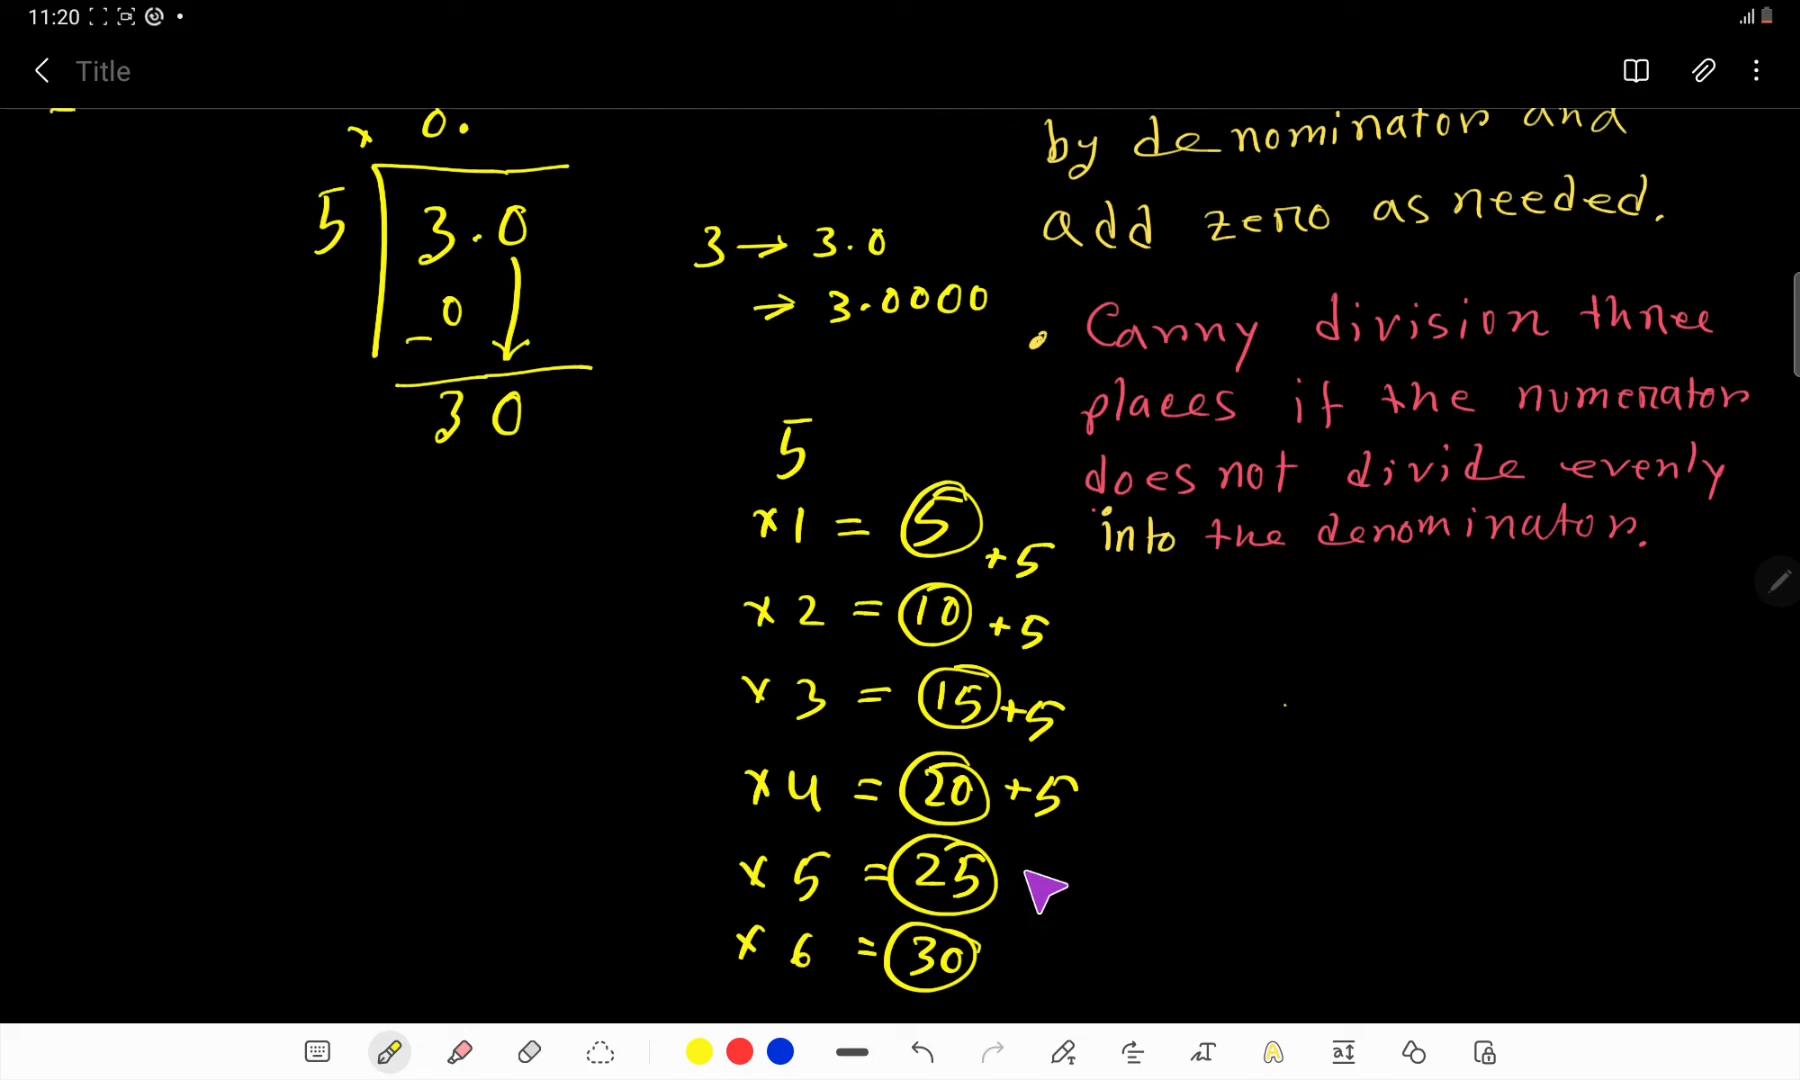 11:20
Title
× 0.
5 3.0
- 0
30
3 → 3.0
→ 3.0000
5
×1 = 5 +5
×2 = 10 +5
×3 = 15 +5
×4 = 20 +5
×5 = 25
×6 = 30
by denominator and
add zero as needed.
• Carry division three
places if the numerator
does not divide evenly
into the denominator.